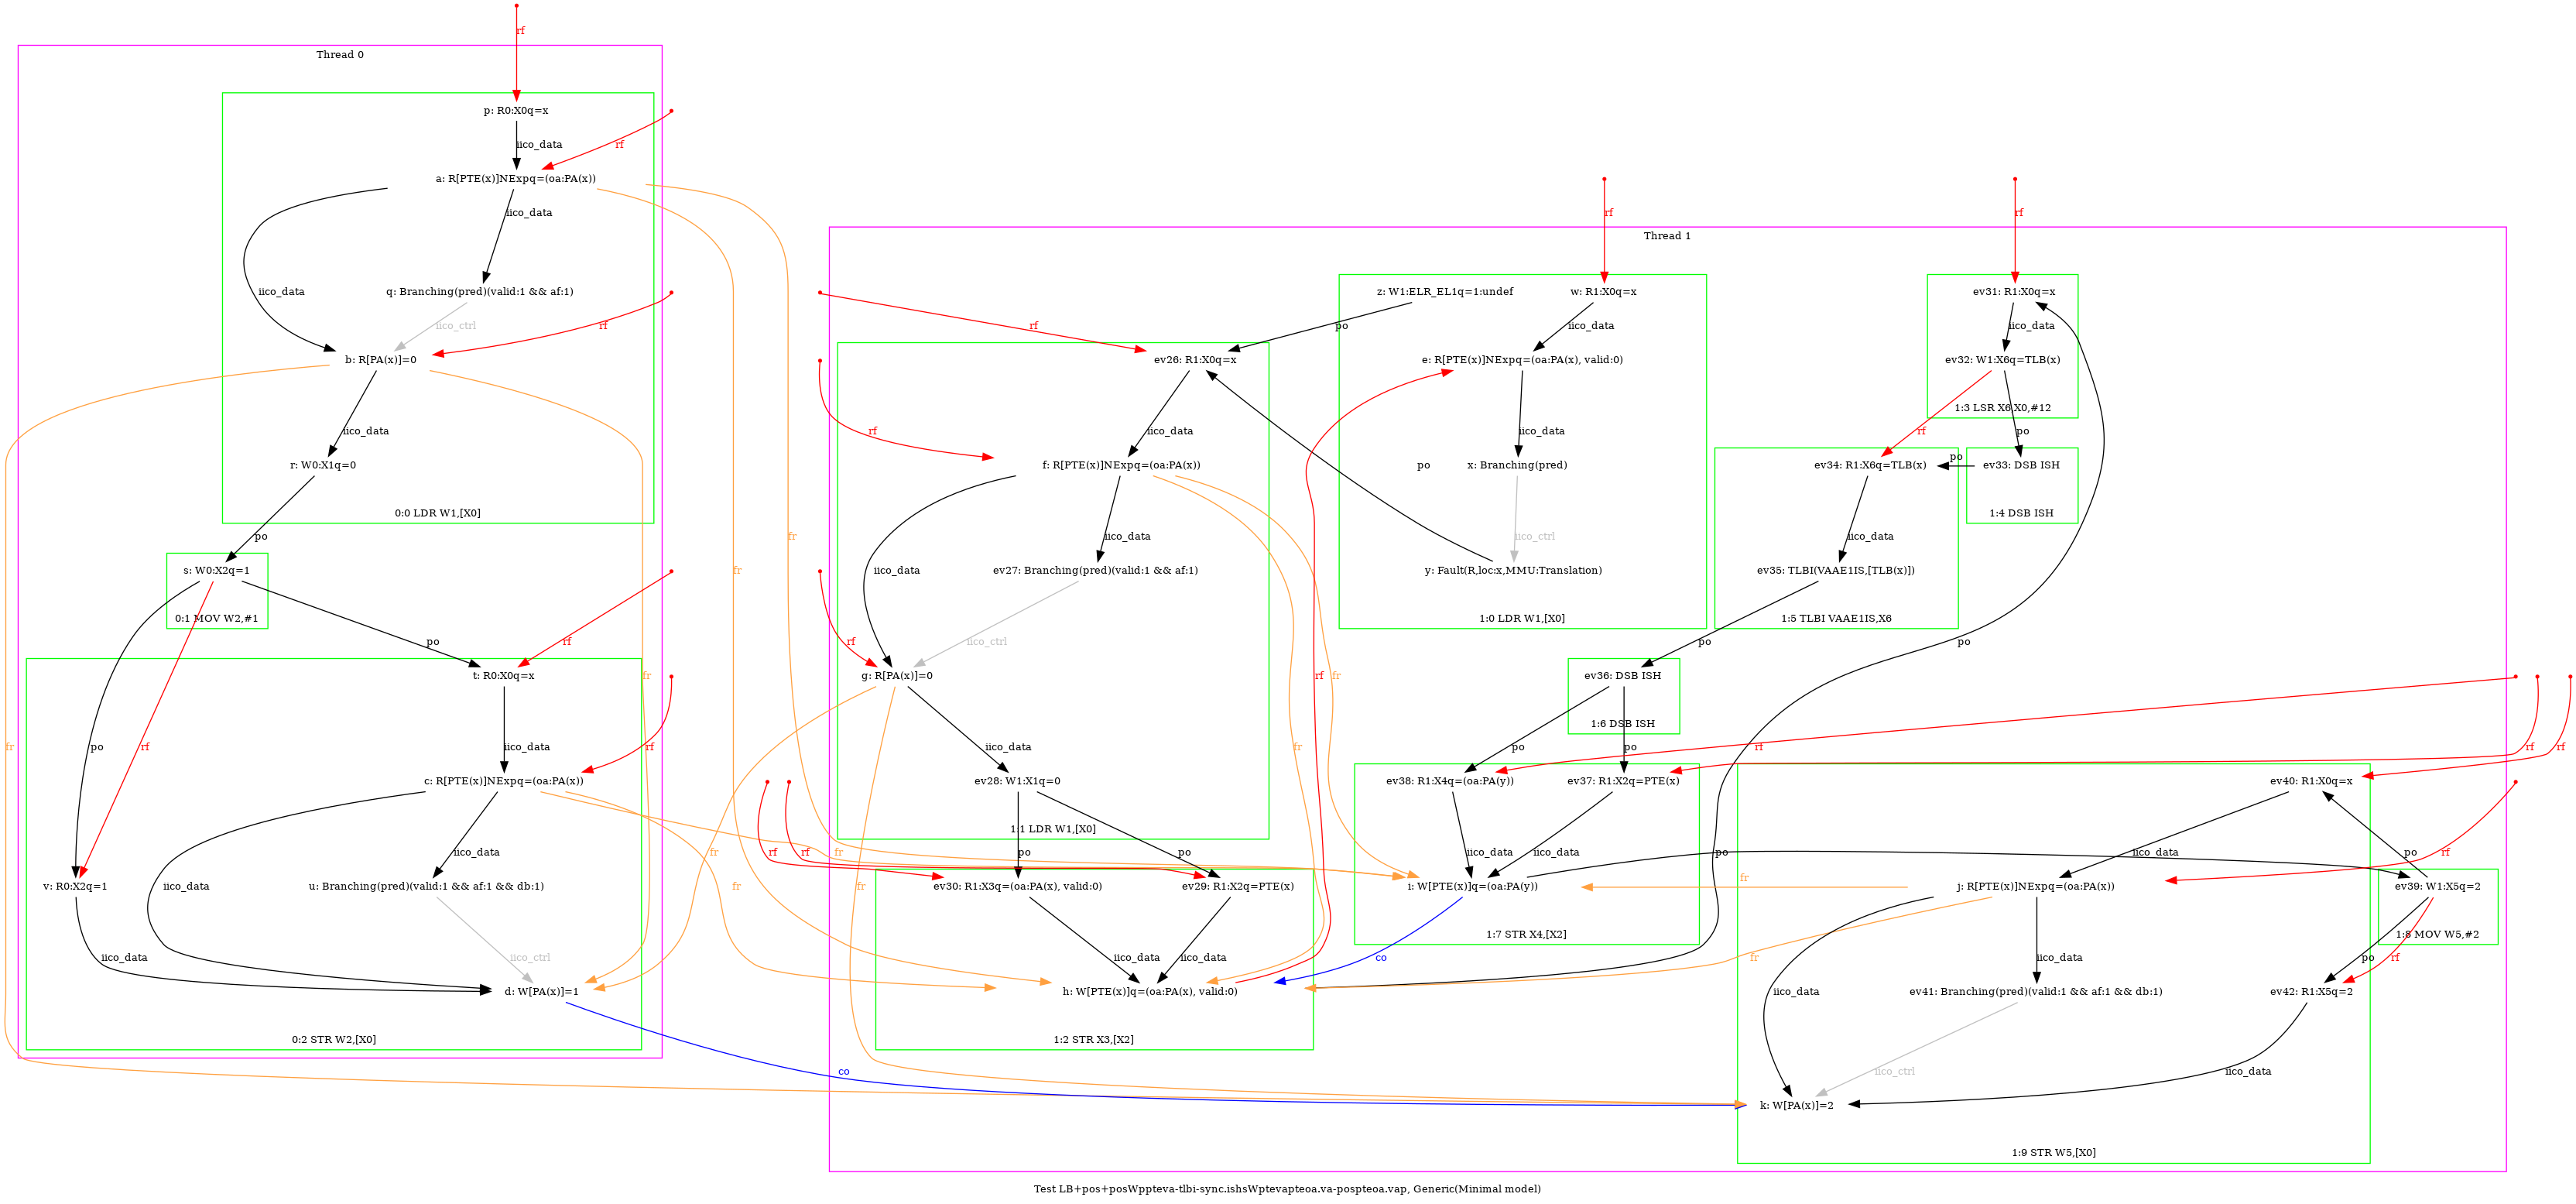 rf
Thread 0
p: R0:X0q=x
iico_data
rf
a: R[PTE(x)]NExpq=(oa:PA(x))
iico_data
iico_data
q: Branching(pred)(valid:1 && af:1)
iico_ctrl
rf
b: R[PA(x)]=0
iico_data
r: W0:X1q=0
0:0 LDR W1,[X0]
po
s: W0:X2q=1
0:1 MOV W2,#1
po
rf
t: R0:X0q=x
fr
po
rf
iico_data
rf
c: R[PTE(x)]NExpq=(oa:PA(x))
iico_data
iico_data
v: R0:X2q=1
u: Branching(pred)(valid:1 && af:1 && db:1)
iico_data
iico_ctrl
d: W[PA(x)]=1
0:2 STR W2,[X0]
fr
fr
fr
fr
fr
co
Thread 1
rf
rf
z: W1:ELR_EL1q=1:undef
w: R1:X0q=x
po
iico_data
rf
ev26: R1:X0q=x
e: R[PTE(x)]NExpq=(oa:PA(x), valid:0)
iico_data
iico_data
rf
f: R[PTE(x)]NExpq=(oa:PA(x))
po
x: Branching(pred)
iico_data
iico_data
iico_ctrl
ev27: Branching(pred)(valid:1 && af:1)
y: Fault(R,loc:x,MMU:Translation)
1:0 LDR W1,[X0]
rf
iico_ctrl
g: R[PA(x)]=0
iico_data
ev28: W1:X1q=0
1:1 LDR W1,[X0]
fr
fr
fr
fr
rf
rf
rf
po
po
ev30: R1:X3q=(oa:PA(x), valid:0)
ev29: R1:X2q=PTE(x)
iico_data
iico_data
h: W[PTE(x)]q=(oa:PA(x), valid:0)
1:2 STR X3,[X2]
ev31: R1:X0q=x
iico_data
ev32: W1:X6q=TLB(x)
1:3 LSR X6,X0,#12
rf
po
po
ev34: R1:X6q=TLB(x)
ev33: DSB ISH
1:4 DSB ISH
iico_data
ev35: TLBI(VAAE1IS,[TLB(x)])
1:5 TLBI VAAE1IS,X6
po
po
ev36: DSB ISH
1:6 DSB ISH
po
po
rf
rf
rf
ev38: R1:X4q=(oa:PA(y))
ev37: R1:X2q=PTE(x)
iico_data
iico_data
i: W[PTE(x)]q=(oa:PA(y))
1:7 STR X4,[X2]
co
po
ev40: R1:X0q=x
iico_data
po
rf
fr
j: R[PTE(x)]NExpq=(oa:PA(x))
ev39: W1:X5q=2
1:8 MOV W5,#2
fr
iico_data
iico_data
po
rf
ev41: Branching(pred)(valid:1 && af:1 && db:1)
ev42: R1:X5q=2
iico_ctrl
iico_data
k: W[PA(x)]=2
1:9 STR W5,[X0]
Test LB+pos+posWppteva-tlbi-sync.ishsWptevapteoa.va-pospteoa.vap, Generic(Minimal model)